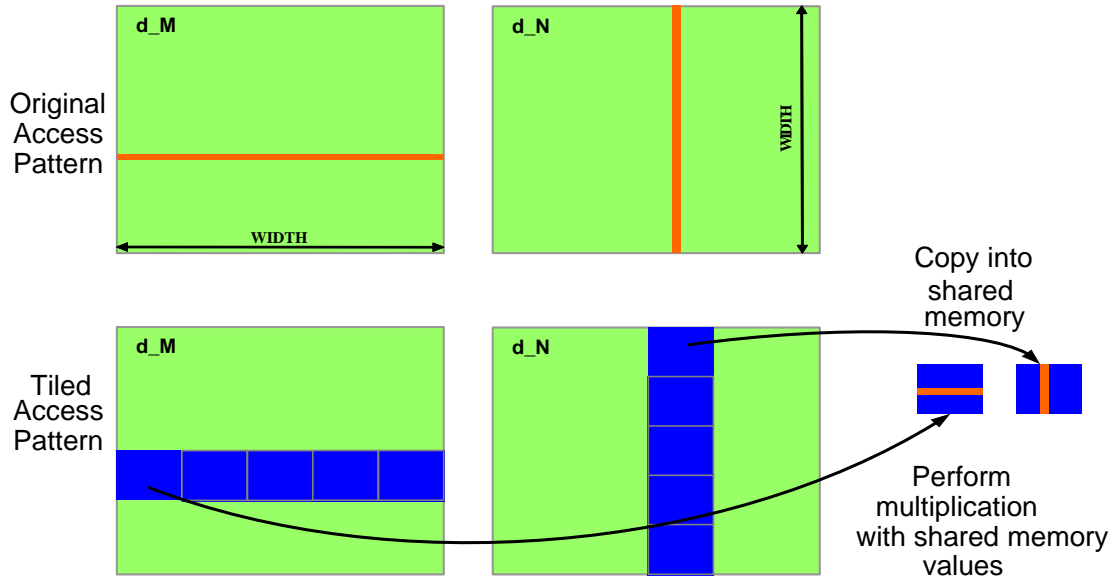 d_M
d_N
Original
Access
Pattern
WIDTH
WIDTH
Copy into
shared
memory
d_M
d_N
Tiled
Access
Pattern
Perform
multiplication
with shared memory
values